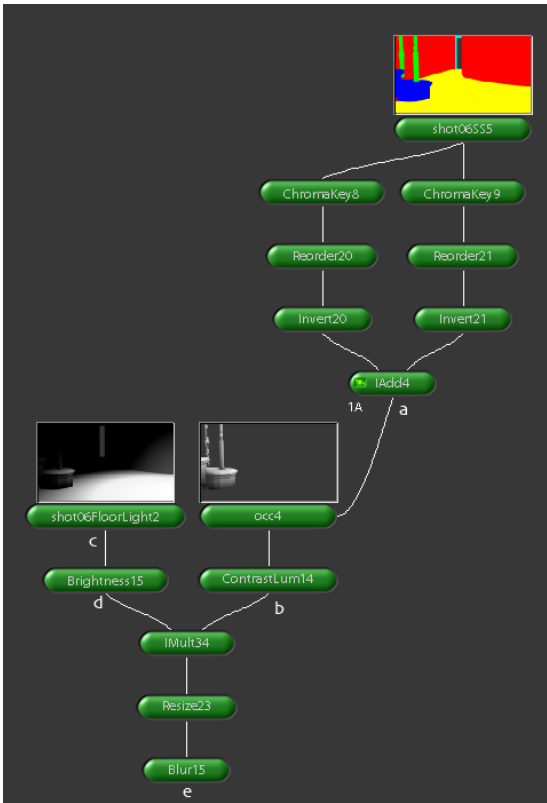 shot06SS5
ChromaKey8 ChromaKey9
Reorder20 Reorder21
Invert20 Invert21
IAdd4
1A a
shot06FloorLight2 occ4
c
Brightness15 ContrastLum14
d b
IMult34
Resize23
Blur15
e